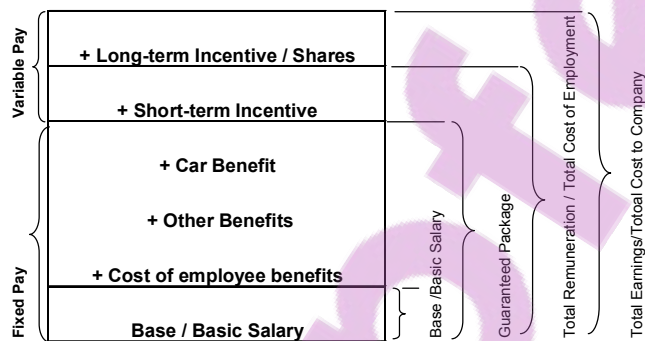 Variable Pay
+ Long-term Incentive / Shares
+ Short-term Incentive
Fixed Pay
+ Car Benefit
+ Other Benefits
+ Cost of employee benefits
Base / Basic Salary
Base /Basic Salary
Guaranteed Package
Total Remuneration / Total Cost of Employment
Total Earnings/Totoal Cost to Company